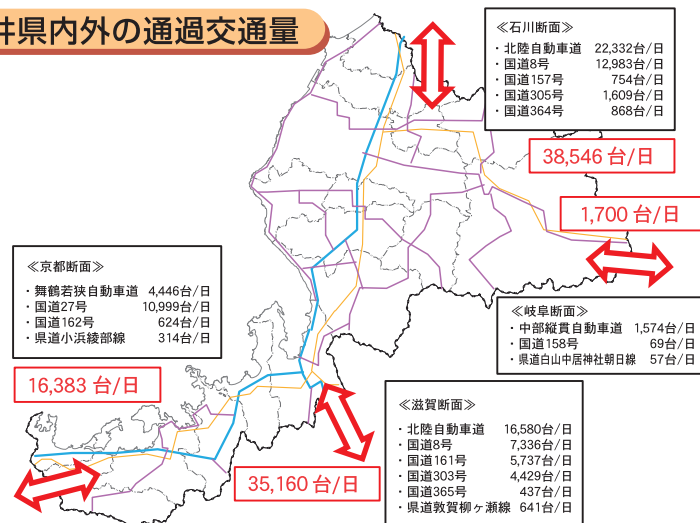 井県内外の通過交通量
≪石川断面≫
・北陸自動車道 22,332台/日
・国道8号 12,983台/日
・国道157号 754台/日
・国道305号 1,609台/日
・国道364号 868台/日
38,546 台/日
1,700 台/日
≪京都断面≫
・舞鶴若狭自動車道 4,446台/日
・国道27号 10,999台/日
・国道162号 624台/日
・県道小浜綾部線 314台/日
16,383 台/日
≪岐阜断面≫
・中部縦貫自動車道 1,574台/日
・国道158号 69台/日
・県道白山中居神社朝日線 57台/日
≪滋賀断面≫
・北陸自動車道 16,580台/日
・国道8号 7,336台/日
・国道161号 5,737台/日
・国道303号 4,429台/日
・国道365号 437台/日
・県道敦賀柳ヶ瀬線 641台/日
35,160 台/日